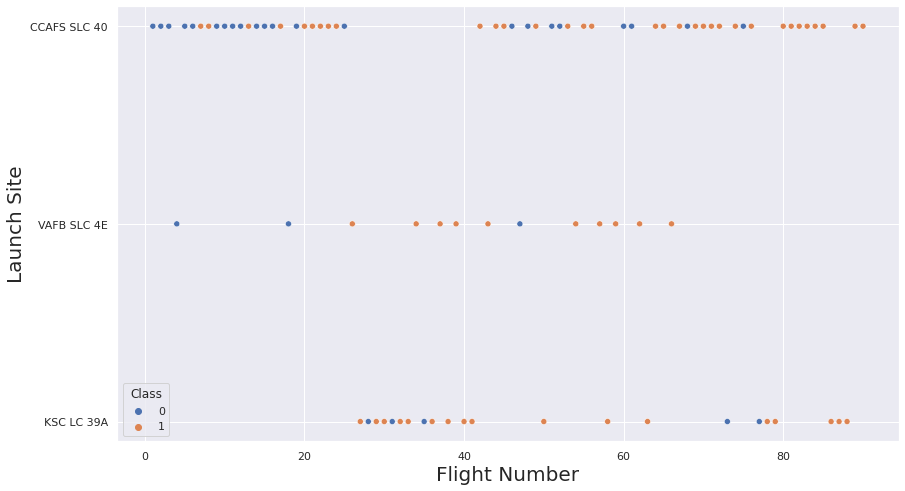 CCAFS SLC 40
VAFB SLC 4E
KSC LC 39A
Launch Site
Class
0
1
0
20
40
60
80
Flight Number